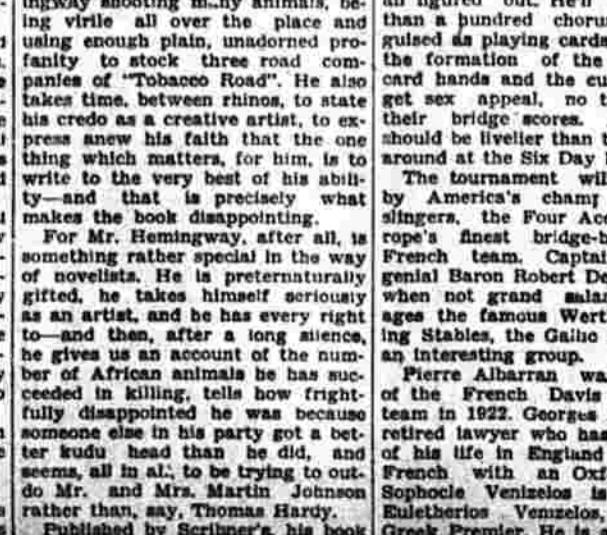 ingway shooting many animals, be-
ing virile all over the place and
using enough plain, unadorned pro-
fanity to stock three road com-
panies of "Tobacco Road". He also
takes time, between rhinos, to state
his credo as a creative artist, to ex-
press anew his faith that the one
thing which matters, for him, is to
write to the very best of his abili-
ty—and that is precisely what
makes the book disappointing.
For Mr. Hemingway, after all, is
something rather special in the way
of novelists. He is preternaturally
gifted, he takes himself seriously
as an artist, and he has every right
to—and then, after a long silence,
he gives us an account of the num-
ber of African animals he has suc-
ceeded in killing, tells how fright-
fully disappointed he was because
someone else in his party got a bet-
ter kudu head than he did, and
seems, all in al., to be trying to out-
do Mr. and Mrs. Martin Johnson
rather than, say, Thomas Hardy.
Published by Scribner's, his book
an figured out. He'll
than a hundred choru
guised as playing cards
the formation of the
card hands and the cu
get sex appeal, no t
their bridge scores.
should be livelier than t
around at the Six Day
The tournament wil
by America's champ
slingers, the Four Ac
rope's finest bridge-b
French team. Captai
genial Baron Robert De
when not grand slam
ages the famous Wert
ing Stables, the Galho
an interesting group.
Pierre Albarran wa
of the French Davis
team in 1922. Georges
retired lawyer who has
of his life in England
French with an Oxf
Sophocle Venizelos is
Euletherios Venizelos,
Greek Premier. He is a